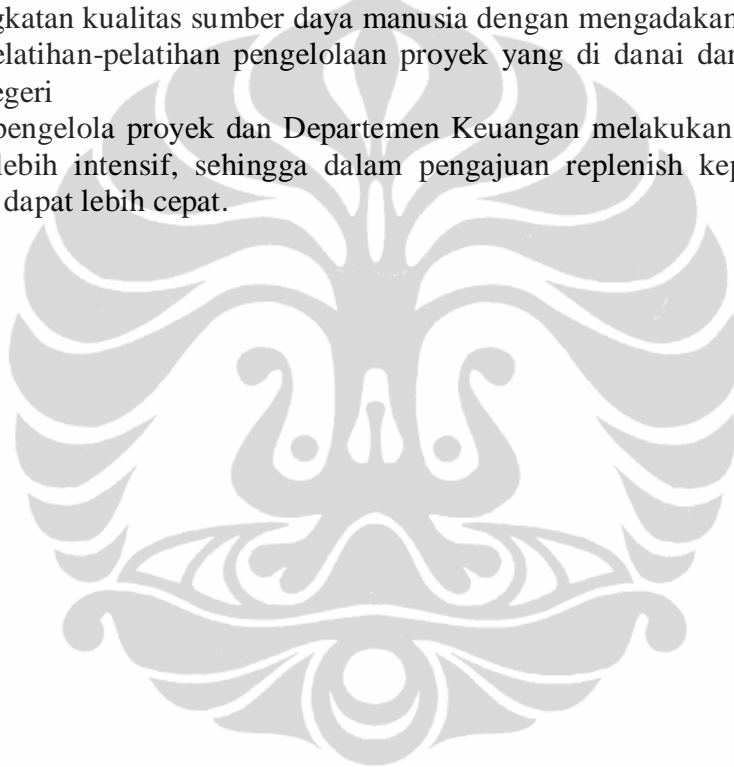 gkatan kualitas sumber daya manusia dengan mengadakan
elatihan-pelatihan pengelolaan proyek yang di danai dar
egeri
pengelola proyek dan Departemen Keuangan melakukan
lebih intensif, sehingga dalam pengajuan replenish kep
dapat lebih cepat.